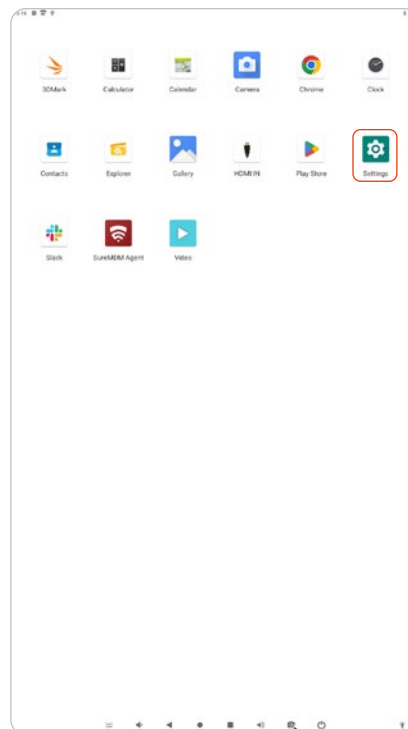 3DMark Calculator Calendar Camera Chrome Clock
Contacts Explorer Gallery HDMI IN Play Store Settings
Slack SureMDM Agent Video